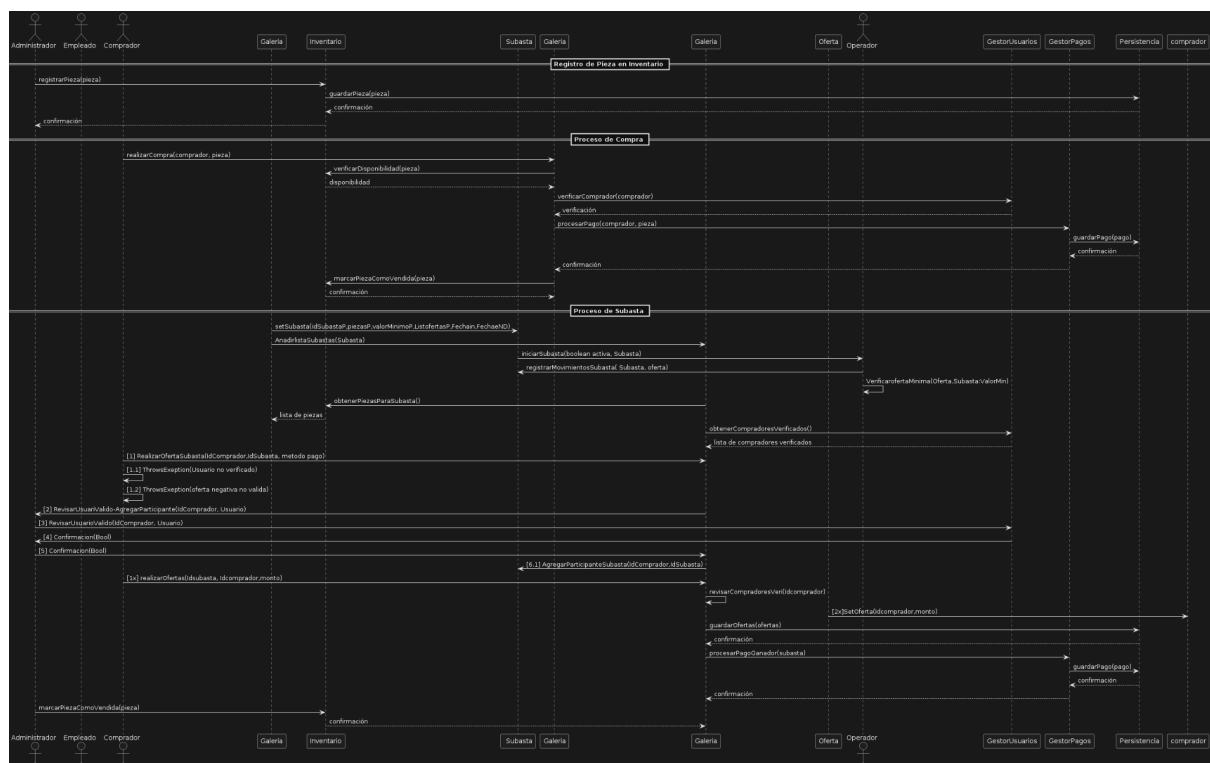 Administrador Empleado Comprador Galeria Inventario Subasta Galeria Galeria Oferta Operador GestorUsuarios GestorPagos Persistencia comprador
Registro de Pieza en Inventario
registrarPieza(pieza)
guardarPieza(pieza)
confirmación
confirmación
Proceso de Compra
realizarCompra(comprador, pieza)
verificarDisponibilidad(pieza)
disponibilidad
verificarComprador(comprador)
verificación
procesarPago(comprador, pieza)
guardarPago(pago)
confirmación
confirmación
marcarPiezaComoVendida(pieza)
confirmación
Proceso de Subasta
setSubasta(idSubastaP,piezasP,valorMinimoP,ListofertasP,Fechain,FechaeND)
AnadirlistaSubastas(Subasta)
iniciarSubasta(boolean activa, Subasta)
registrarMovimientosSubasta( Subasta, oferta)
VerificarofertaMinima(Oferta,Subasta:ValorMin)
obtenerPiezasParaSubasta()
lista de piezas
obtenerCompradoresVerificados()
lista de compradores verificados
[1] RealizarOfertaSubasta(IdComprador,IdSubasta, metodo pago)
[1.1] ThrowsExeption(Usuario no verificado)
[1.2] ThrowsExeption(oferta negativa no valida)
[2] RevisarUsuariValido-AgregarParticipante(IdComprador, Usuario)
[3] RevisarUsuarioValido(IdComprador, Usuario)
[4] Confirmacion(Bool)
[5] Confirmacion(Bool)
[6.1] AgregarParticipanteSubasta(IdComprador,IdSubasta)
[1x] realizarOfertas(Idsubasta, Idcomprador,monto)
revisarCompradoresVeri(Idcomprador)
[2x]SetOferta(idcomprador,monto)
guardarOfertas(ofertas)
confirmación
procesarPagoGanador(subasta)
guardarPago(pago)
confirmación
confirmación
marcarPiezaComoVendida(pieza)
confirmación
Administrador Empleado Comprador Galeria Inventario Subasta Galeria Galeria Oferta Operador GestorUsuarios GestorPagos Persistencia comprador